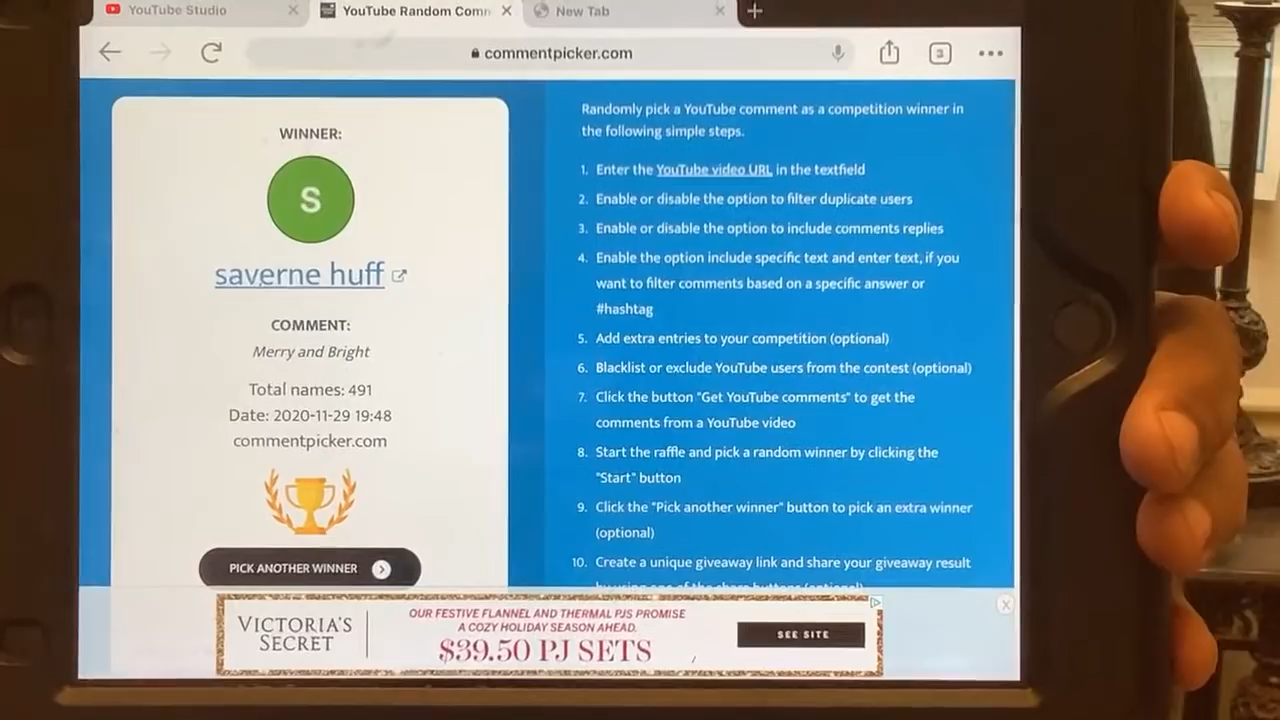 YouTube Studio
YouTube Random Comm
New Tab
commentpicker.com
3
WINNER:
S
saverne huff
COMMENT:
Merry and Bright
Total names: 491
Date: 2020-11-29 19:48
commentpicker.com
PICK ANOTHER WINNER
Randomly pick a YouTube comment as a competition winner in
the following simple steps.
1. Enter the YouTube video URL in the textfield
2. Enable or disable the option to filter duplicate users
3. Enable or disable the option to include comments replies
4. Enable the option include specific text and enter text, if you
want to filter comments based on a specific answer or
#hashtag
5. Add extra entries to your competition (optional)
6. Blacklist or exclude YouTube users from the contest (optional)
7. Click the button "Get YouTube comments" to get the
comments from a YouTube video
8. Start the raffle and pick a random winner by clicking the
"Start" button
9. Click the "Pick another winner" button to pick an extra winner
(optional)
10. Create a unique giveaway link and share your giveaway result
by using one of the share buttons (optional)
VICTORIA'S
SECRET
OUR FESTIVE FLANNEL AND THERMAL PJS PROMISE
A COZY HOLIDAY SEASON AHEAD.
$39.50 PJ SETS
SEE SITE